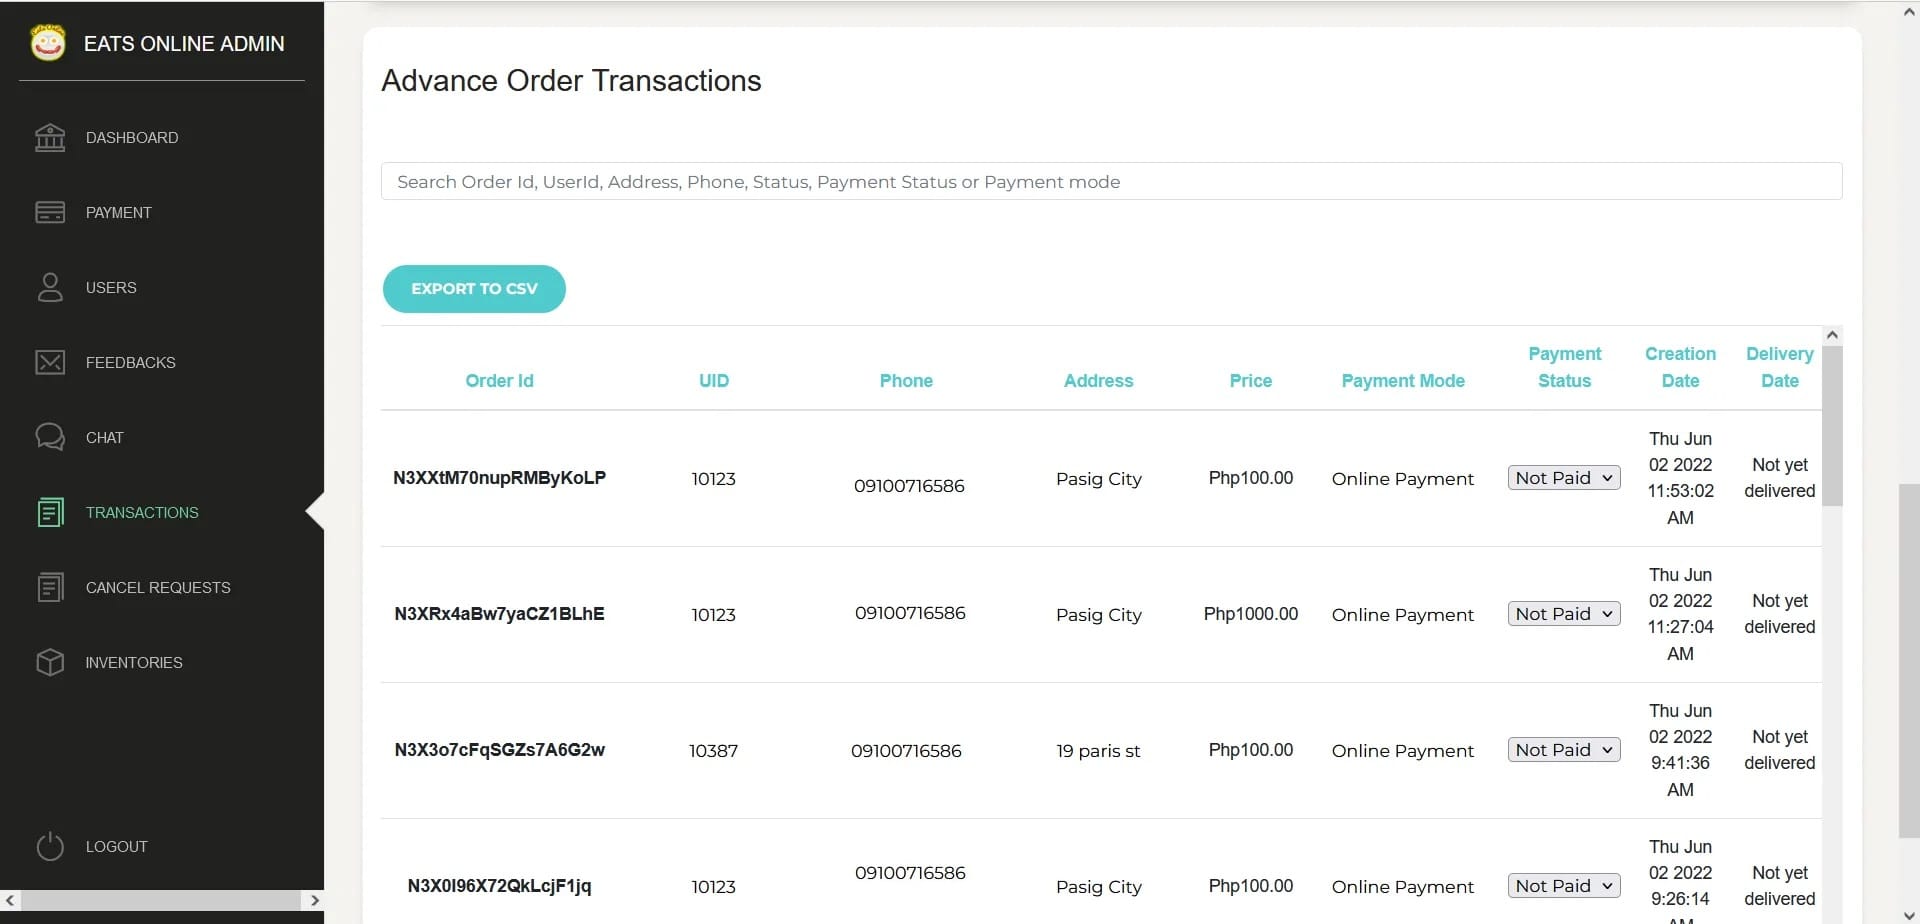 EATS ONLINE ADMIN
DASHBOARD
PAYMENT
USERS
FEEDBACKS
CHAT
TRANSACTIONS
CANCEL REQUESTS
INVENTORIES
LOGOUT
Advance Order Transactions
Search Order Id, UserId, Address, Phone, Status, Payment Status or Payment mode
EXPORT TO CSV
Order Id UID Phone Address Price Payment Mode Payment Status Creation Date Delivery Date
N3XXtM70nupRMByKoLP 10123 09100716586 Pasig City Php100.00 Online Payment Not Paid Thu Jun 02 2022 11:53:02 AM Not yet delivered
N3XRx4aBw7yaCZ1BLhE 10123 09100716586 Pasig City Php1000.00 Online Payment Not Paid Thu Jun 02 2022 11:27:04 AM Not yet delivered
N3X3o7cFqSGZs7A6G2w 10387 09100716586 19 paris st Php100.00 Online Payment Not Paid Thu Jun 02 2022 9:41:36 AM Not yet delivered
N3X0I96X72QkLcjF1jq 10123 09100716586 Pasig City Php100.00 Online Payment Not Paid Thu Jun 02 2022 9:26:14 AM Not yet delivered